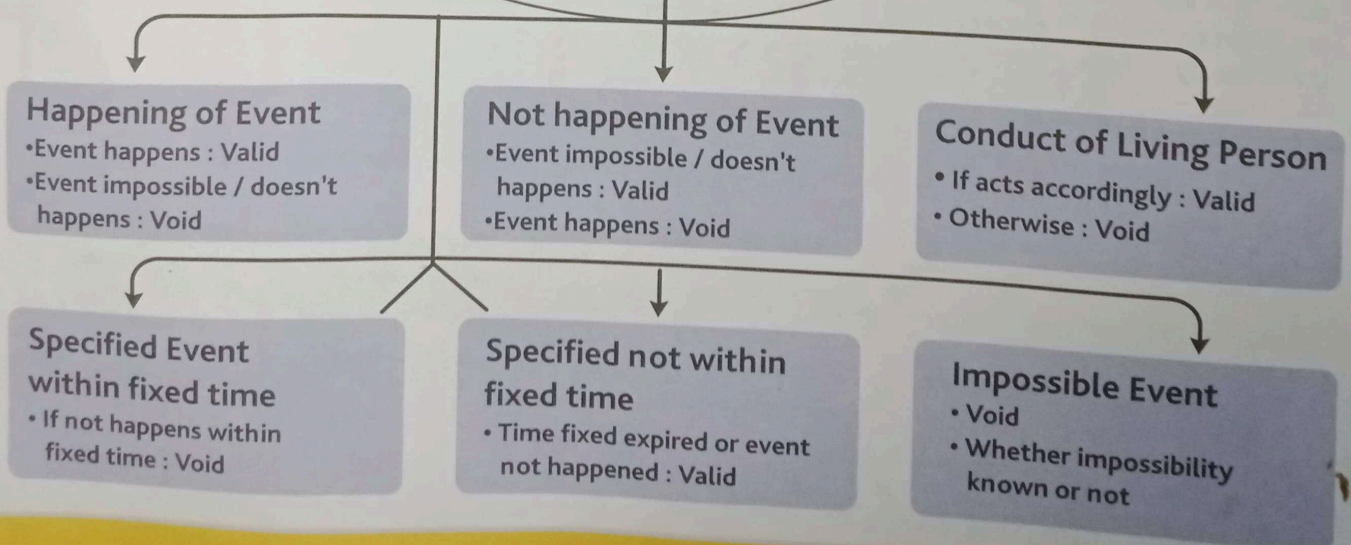 Happening of Event
•Event happens : Valid
•Event impossible / doesn't
happens : Void
Not happening of Event
•Event impossible / doesn't
happens : Valid
•Event happens : Void
Conduct of Living Person
• If acts accordingly : Valid
• Otherwise : Void
Specified Event
within fixed time
• If not happens within
fixed time : Void
Specified not within
fixed time
• Time fixed expired or event
not happened : Valid
Impossible Event
• Void
• Whether impossibility
known or not